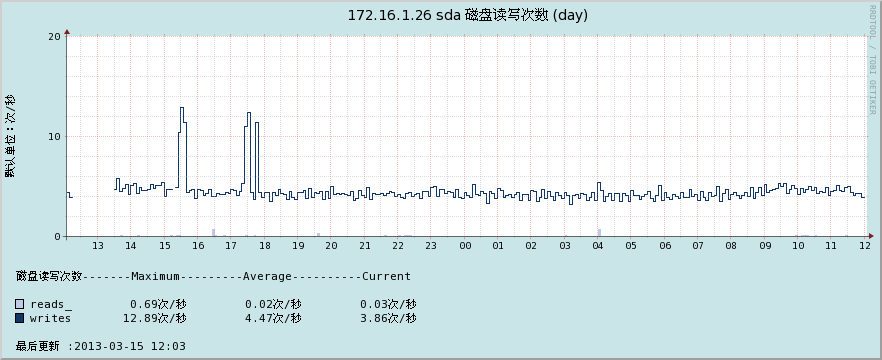 172.16.1.26 sda 磁盘读写次数 (day)
RRDTOOL / TOBI OETIKER
默认单位：次/秒
20
10
0
13 14 15 16 17 18 19 20 21 22 23 00 01 02 03 04 05 06 07 08 09 10 11 12
磁盘读写次数-------Maximum---------Average----------Current
reads_ 0.69次/秒 0.02次/秒 0.03次/秒
writes 12.89次/秒 4.47次/秒 3.86次/秒
最后更新 :2013-03-15 12:03